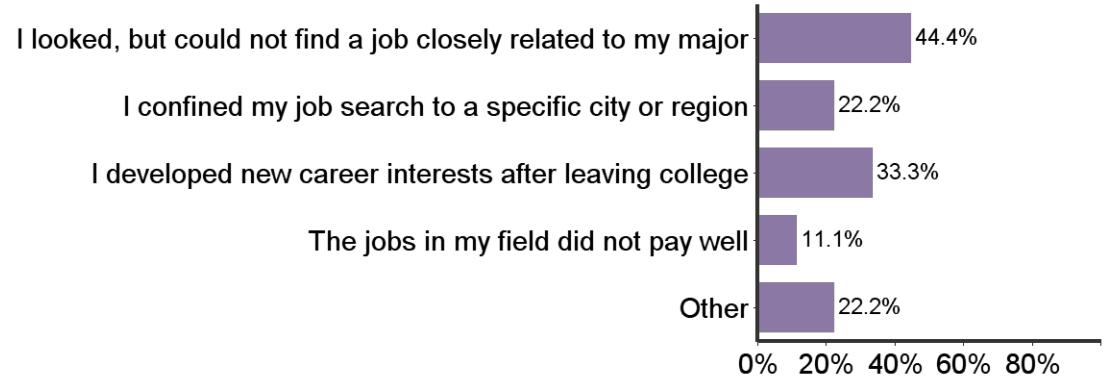 I looked, but could not find a job closely related to my major 44.4%
I confined my job search to a specific city or region 22.2%
I developed new career interests after leaving college 33.3%
The jobs in my field did not pay well 11.1%
Other 22.2%
0% 20% 40% 60% 80%